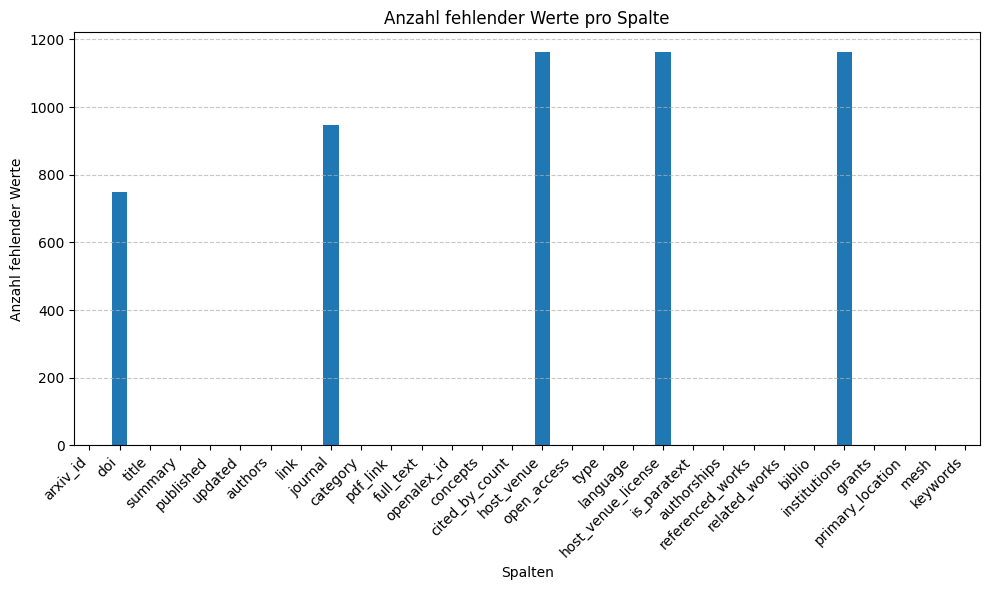 Anzahl fehlender Werte pro Spalte
Anzahl fehlender Werte
1200
1000
800
600
400
200
0
arxiv_id
doi
title
summary
published
updated
authors
link
journal
category
pdf_link
full_text
openalex_id
concepts
cited_by_count
host_venue
open_access
type
language
host_venue_license
is_paratext
authorships
referenced_works
related_works
biblio
institutions
grants
primary_location
mesh
keywords
Spalten